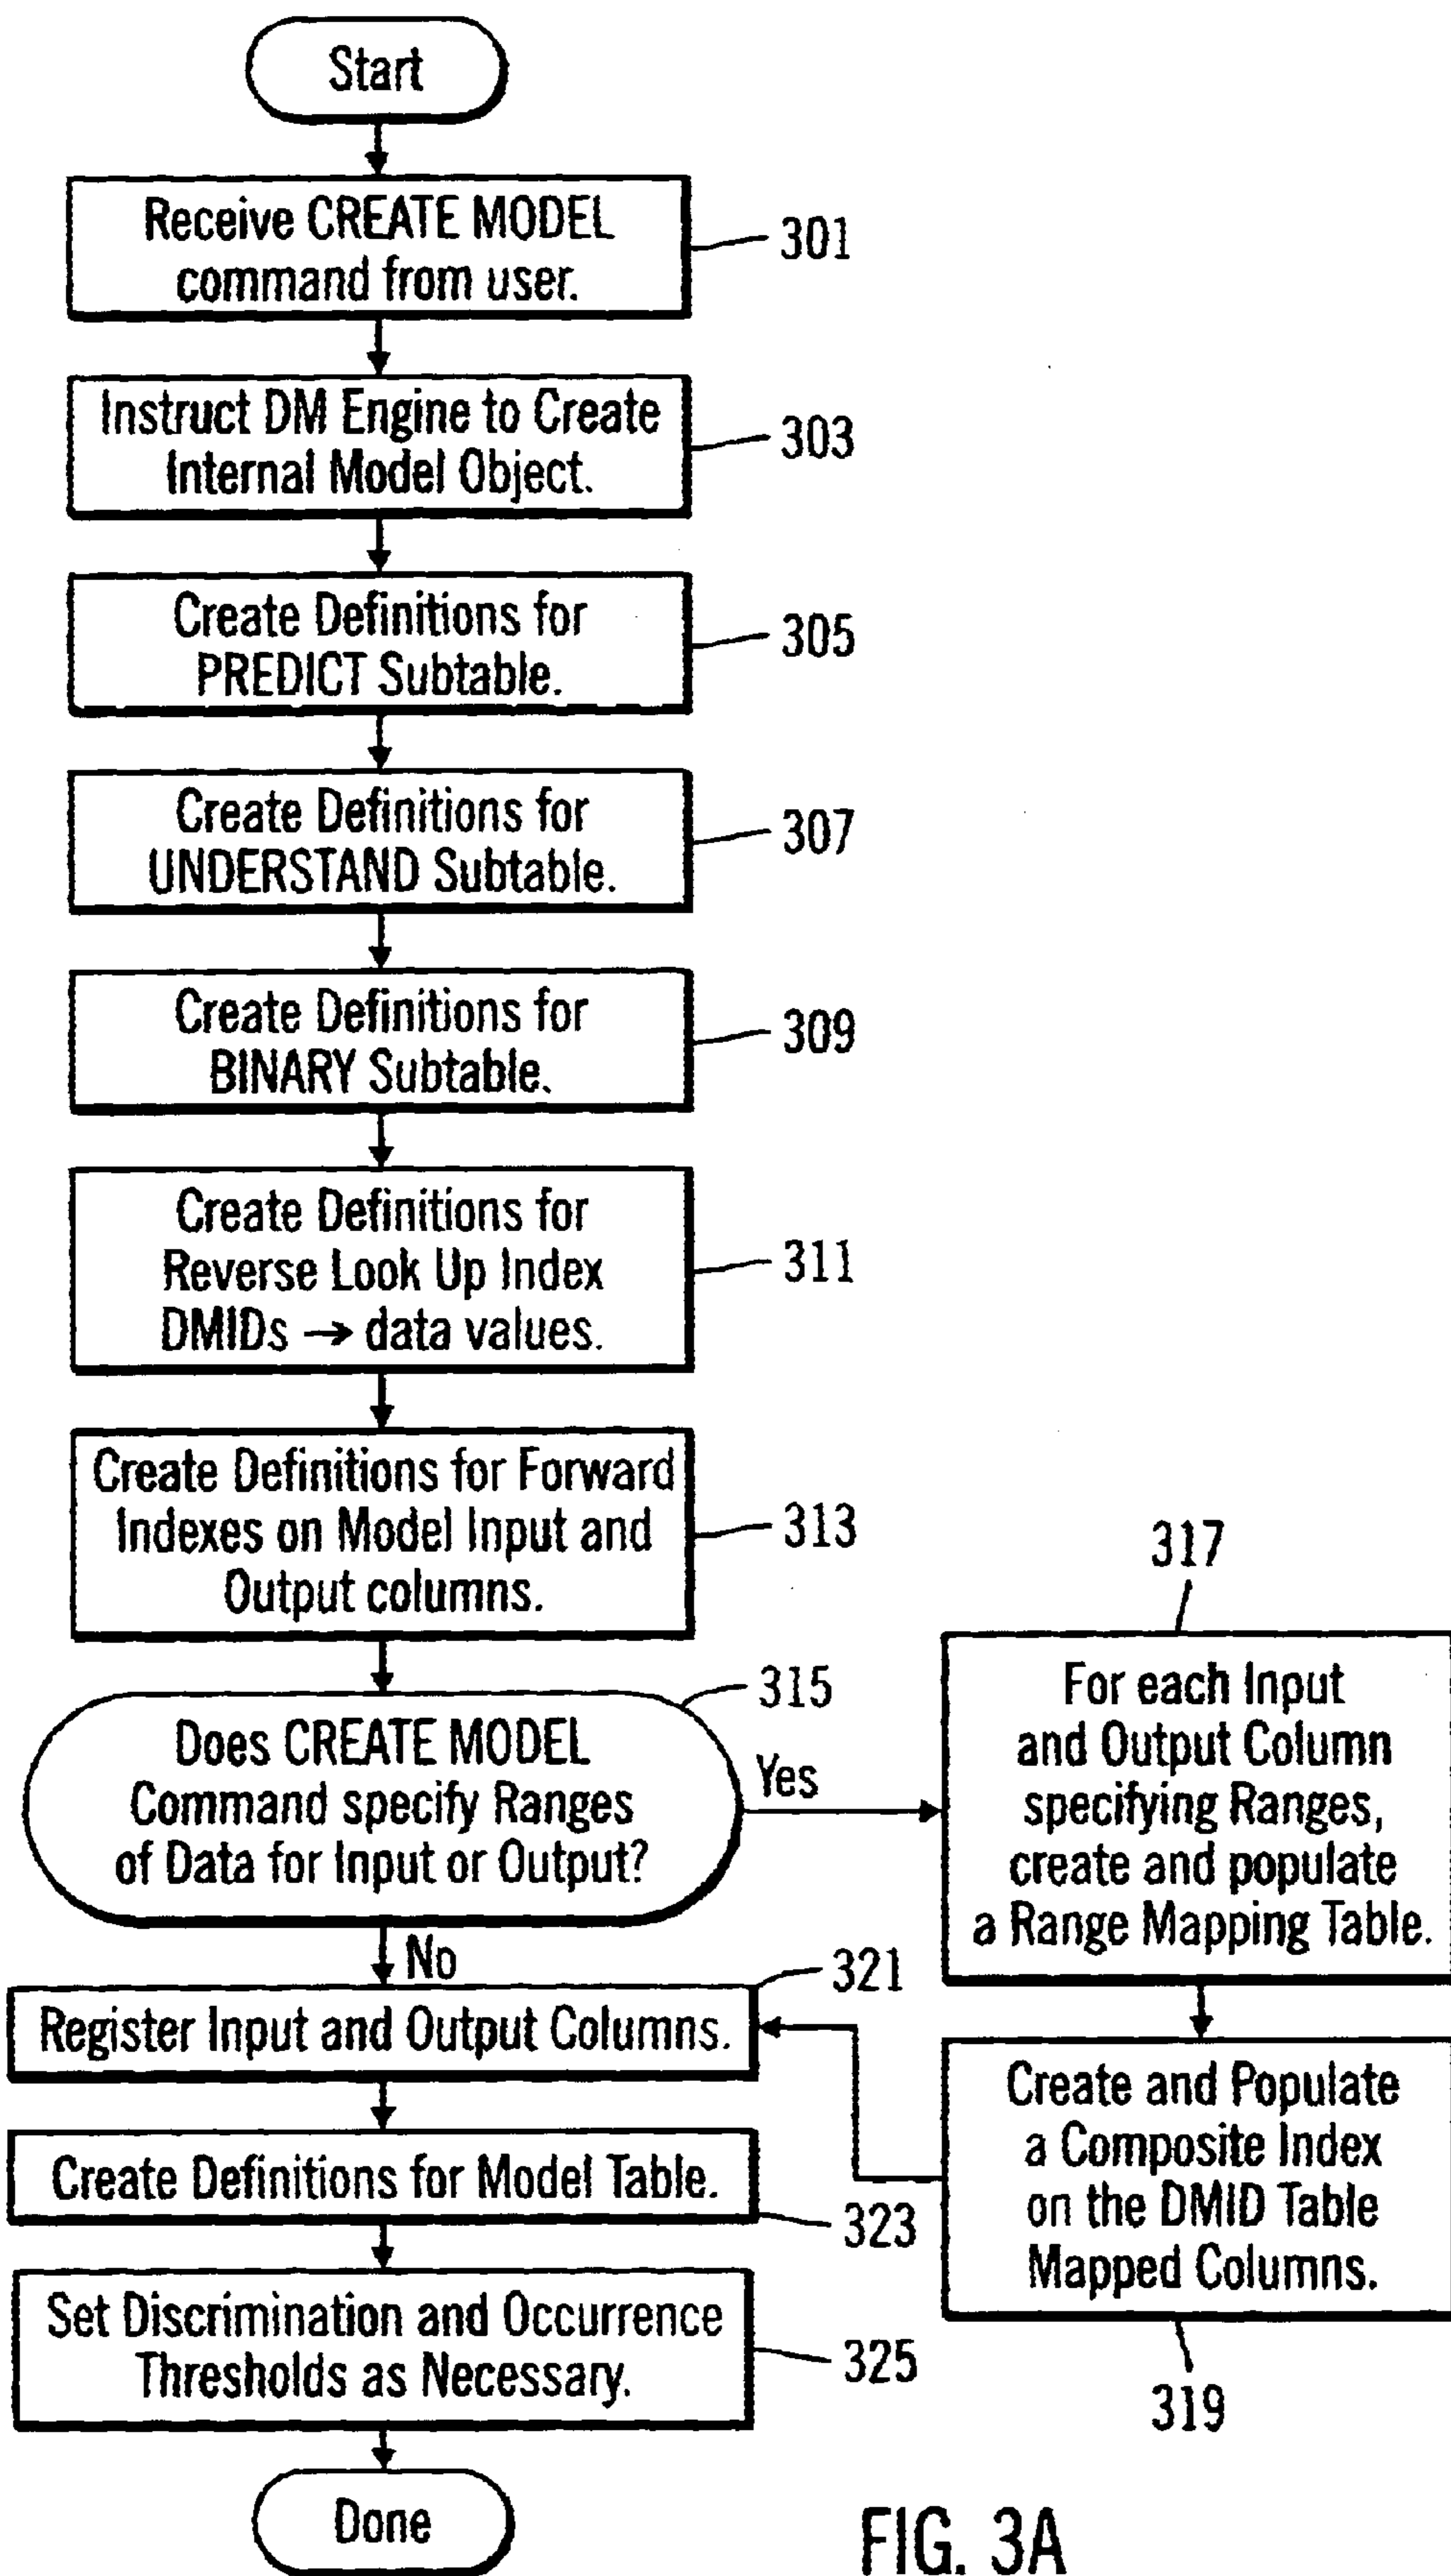 Start
Receive CREATE MODEL
command from user.
301
Instruct DM Engine to Create
Internal Model Object.
303
Create Definitions for
PREDICT Subtable.
305
Create Definitions for
UNDERSTAND Subtable.
307
Create Definitions for
BINARY Subtable.
309
Create Definitions for
Reverse Look Up Index
DMIDs → data values.
311
Create Definitions for Forward
Indexes on Model Input and
Output columns.
313
315
Does CREATE MODEL
Command specify Ranges
of Data for Input or Output?
Yes
No
317
For each Input
and Output Column
specifying Ranges,
create and populate
a Range Mapping Table.
Create and Populate
a Composite Index
on the DMID Table
Mapped Columns.
319
321
Register Input and Output Columns.
Create Definitions for Model Table.
323
Set Discrimination and Occurrence
Thresholds as Necessary.
325
Done
FIG. 3A